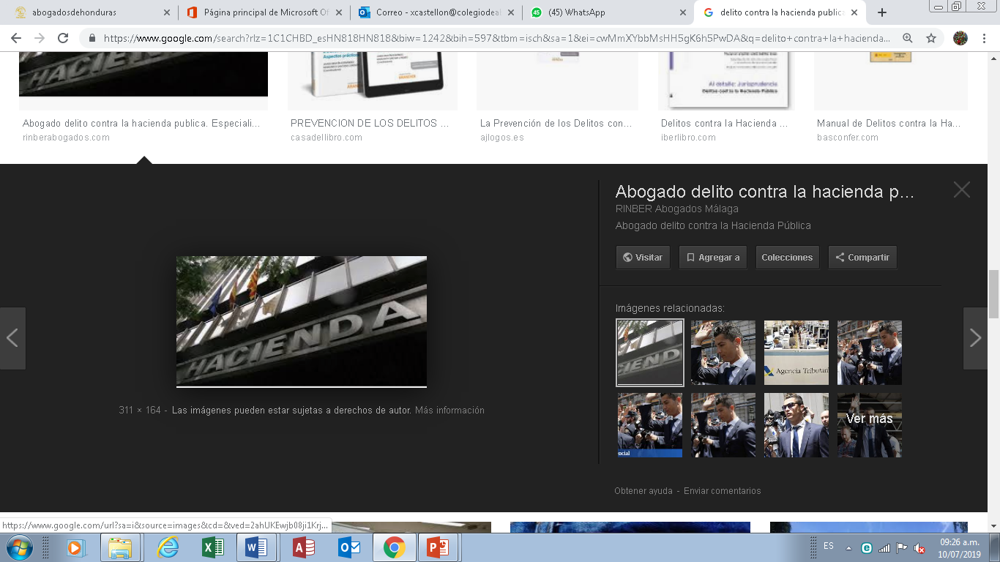 abogadosdehonduras
Página principal de Microsoft Of
Correo - xcastellon@colegiodeal
(45) WhatsApp
delito contra la hacienda publica
https://www.google.com/search?rlz=1C1CHBD_esHN818HN818&biw=1242&bih=597&tbm=isch&sa=1&ei=cwMmXYbbMsHH5gK6h5PwDA&q=delito+contra+la+hacienda...
Aspectos práctico
Al detalle: Jurisprudencia
Delitos contra la Hacienda Pública
Abogado delito contra la hacienda publica. Especiali...
rinberabogados.com
PREVENCION DE LOS DELITOS ...
casadellibro.com
La Prevención de los Delitos con...
ajlogos.es
Delitos contra la Hacienda ...
iberlibro.com
Manual de Delitos contra la Ha...
basconfer.com
HACIENDA
311 × 164 - Las imágenes pueden estar sujetas a derechos de autor. Más información
Abogado delito contra la hacienda p...
RINBER Abogados Málaga
Abogado delito contra la Hacienda Pública
Visitar
Agregar a
Colecciones
Compartir
Imágenes relacionadas:
CIEND
Agencia Tributari
encial
Ver más
Obtener ayuda - Enviar comentarios
https://www.google.com/url?sa=i&source=images&cd=&ved=2ahUKEwjb08ji1Krj...
ES
09:26 a.m.
10/07/2019